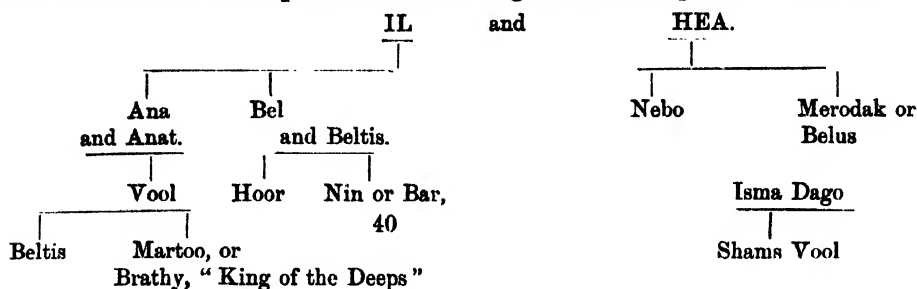 IL and HEA.
Ana Bel Nebo Merodak or
and Anat. and Beltis. Belus
Vool Hoor Nin or Bar, Isma Dago
40
Beltis Martoo, or Shams Vool
Brathy, “ King of the Deeps ”